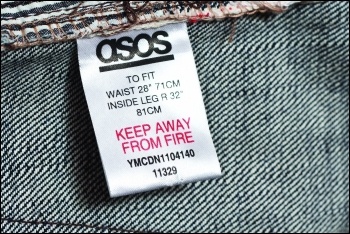 asos
TO FIT
WAIST 28" 71CM
INSIDE LEG R 32"
81CM
KEEP AWAY
FROM FIRE
YMCDN1104140
11329